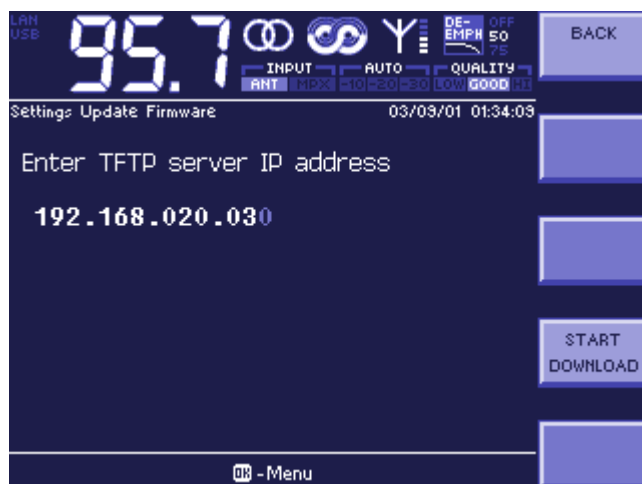 LAN
USB
95.7
DE-EMPH OFF 50 75
INPUT AUTO QUALITY
ANT MPX -10 -20 -30 LOW GOOD HI
BACK
Settings Update Firmware 03/09/01 01:34:09
Enter TFTP server IP address
192.168.020.030
START
DOWNLOAD
OK - Menu